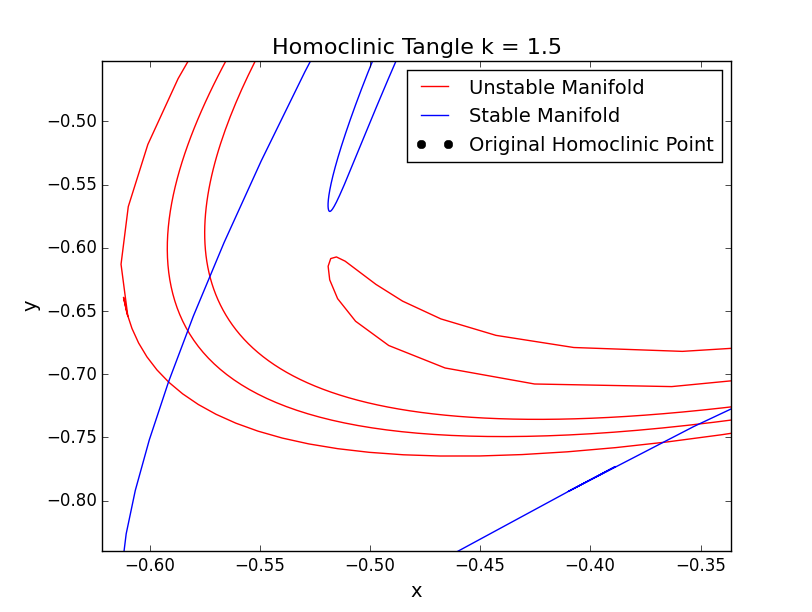 Homoclinic Tangle k = 1.5
Unstable Manifold
Stable Manifold
Original Homoclinic Point
y
−0.50
−0.55
−0.60
−0.65
−0.70
−0.75
−0.80
−0.60 −0.55 −0.50 −0.45 −0.40 −0.35
x